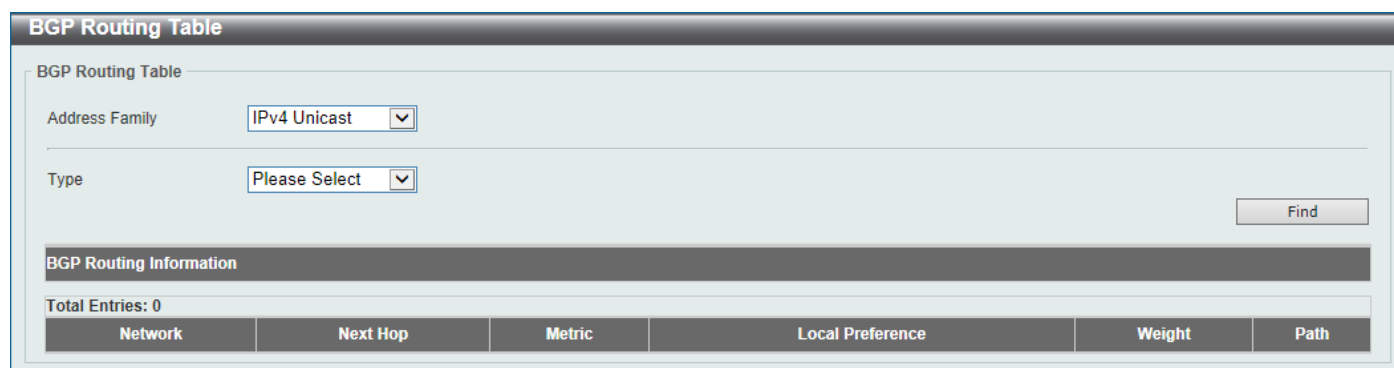 BGP Routing Table
BGP Routing Table
Address Family IPv4 Unicast
Type Please Select
Find
BGP Routing Information
Total Entries: 0
Network Next Hop Metric Local Preference Weight Path